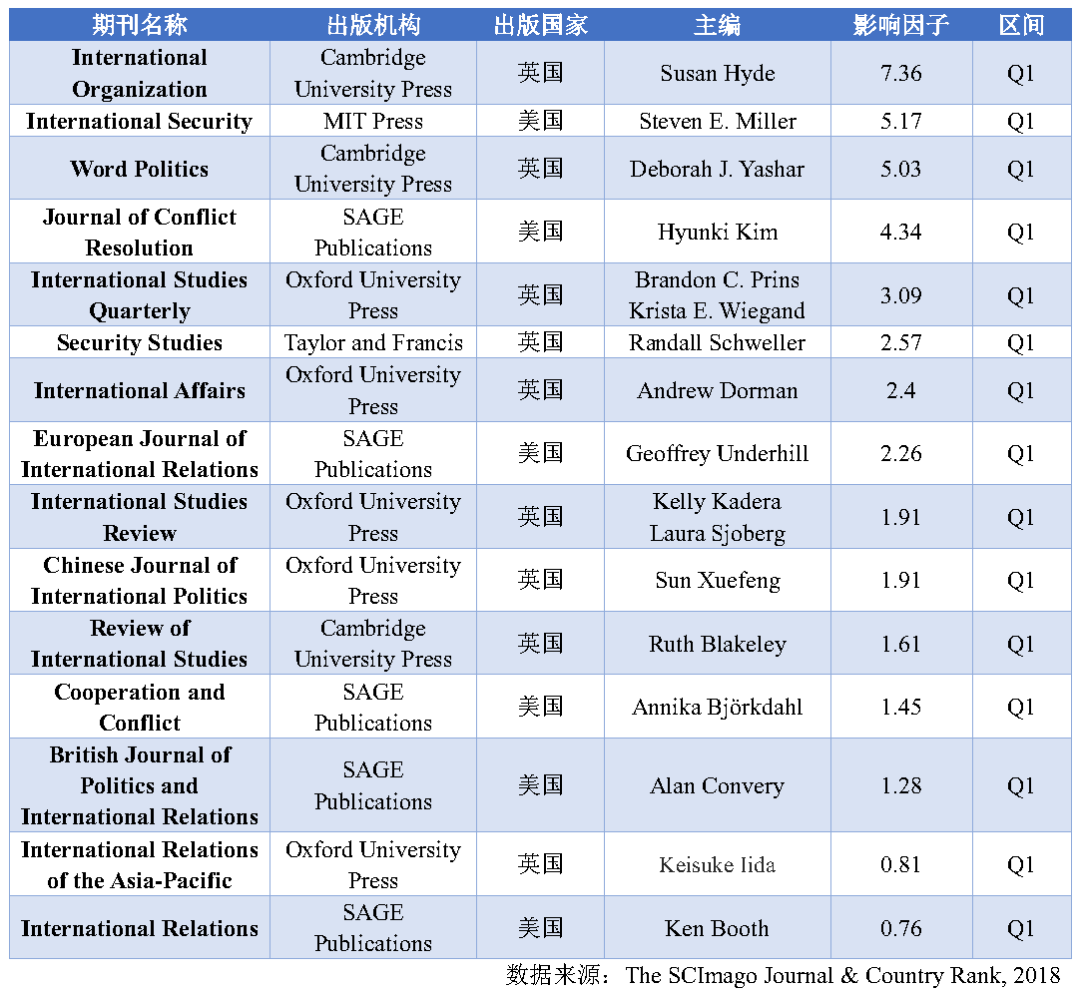 期刊名称 出版机构 出版国家 主编 影响因子 区间
International Organization Cambridge University Press 英国 Susan Hyde 7.36 Q1
International Security MIT Press 美国 Steven E. Miller 5.17 Q1
Word Politics Cambridge University Press 英国 Deborah J. Yashar 5.03 Q1
Journal of Conflict Resolution SAGE Publications 美国 Hyunki Kim 4.34 Q1
International Studies Quarterly Oxford University Press 英国 Brandon C. Prins Krista E. Wiegand 3.09 Q1
Security Studies Taylor and Francis 英国 Randall Schweller 2.57 Q1
International Affairs Oxford University Press 英国 Andrew Dorman 2.4 Q1
European Journal of International Relations SAGE Publications 美国 Geoffrey Underhill 2.26 Q1
International Studies Review Oxford University Press 英国 Kelly Kadera Laura Sjoberg 1.91 Q1
Chinese Journal of International Politics Oxford University Press 英国 Sun Xuefeng 1.91 Q1
Review of International Studies Cambridge University Press 英国 Ruth Blakeley 1.61 Q1
Cooperation and Conflict SAGE Publications 美国 Annika Björkdahl 1.45 Q1
British Journal of Politics and International Relations SAGE Publications 美国 Alan Convery 1.28 Q1
International Relations of the Asia-Pacific Oxford University Press 英国 Keisuke Iida 0.81 Q1
International Relations SAGE Publications 美国 Ken Booth 0.76 Q1
数据来源：The SCImago Journal & Country Rank, 2018